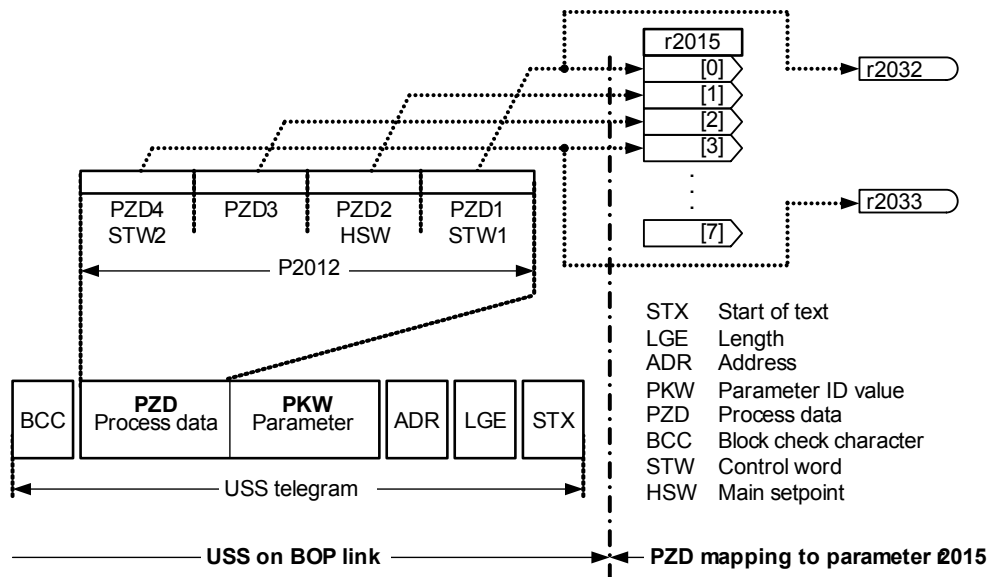 r2015
[0]
r2032
[1]
[2]
[3]
PZD4 PZD3 PZD2 PZD1
STW2 HSW STW1
r2033
[7]
P2012
STX Start of text
LGE Length
ADR Address
PKW Parameter ID value
PZD Process data
BCC Block check character
STW Control word
HSW Main setpoint
BCC PZD Process data PKW Parameter ADR LGE STX
USS telegram
USS on BOP link PZD mapping to parameter r2015